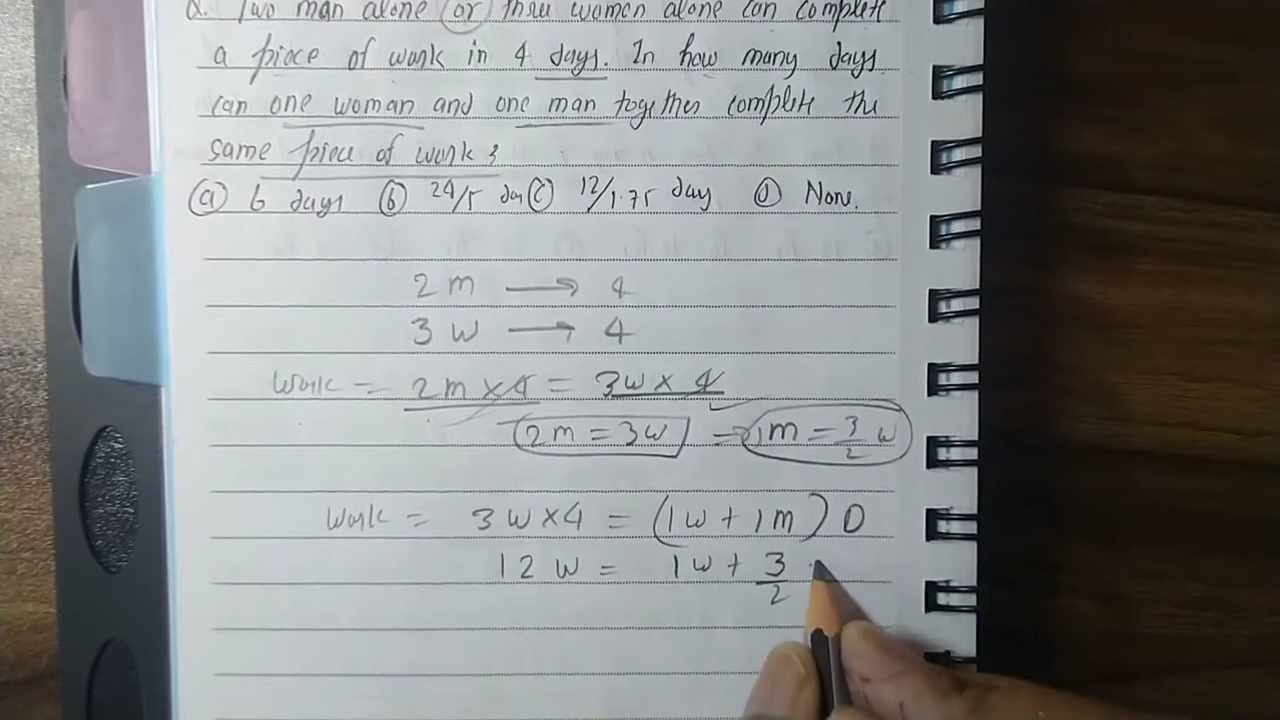 Q. Two man alone (or) three women alone can complete
a piece of work in 4 days. In how many days
can one woman and one man together complete the
same piece of work ?
(a) 6 days (b) 24/5 day (c) 12/1.75 day (d) None.
2m → 4
3w → 4
Work = 2m×4 = 3w×4
2m = 3w = 1m = 3/2 w
Work = 3w×4 = (1w + 1m) D
12w = 1w + 3/2